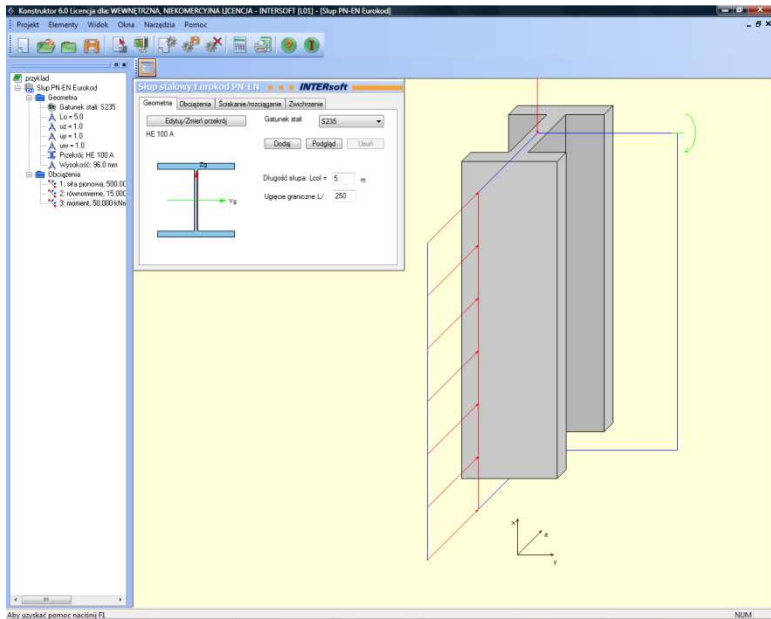 Konstruktor 6.0 Licencja dla: WEWNĘTRZNA, NIEKOMERCYJNA LICENCJA - INTERSOFT [L01] - [Słup PN-EN Eurokod]
Projekt Elementy Widok Okna Narzędzia Pomoc
przyklad
Słup PN-EN Eurokod
Geometria
Gatunek stali: S235
Lo = 5.0
uz = 1.0
uy = 1.0
uw = 1.0
Przekrój: HE 100 A
Wysokość: 96.0 mm
Obciążenia
1: siła pionowa, 500.00
2: równomierne, 15.000
3: moment, 50.000 kNm
Słup stalowy Eurokod PN-EN
INTERsoft
Geometria Obciążenia Ściskanie/rozciąganie Zwichrzenie
Edytuj/Zmień przekrój
Gatunek stali
S235
HE 100 A
Dodaj Podgląd Usuń
Zg
Yg
Długość słupa: Lcol = 5 m
Ugięcie graniczne L/ 250
x
z
y
Aby uzyskać pomoc naciśnij F1
NUM